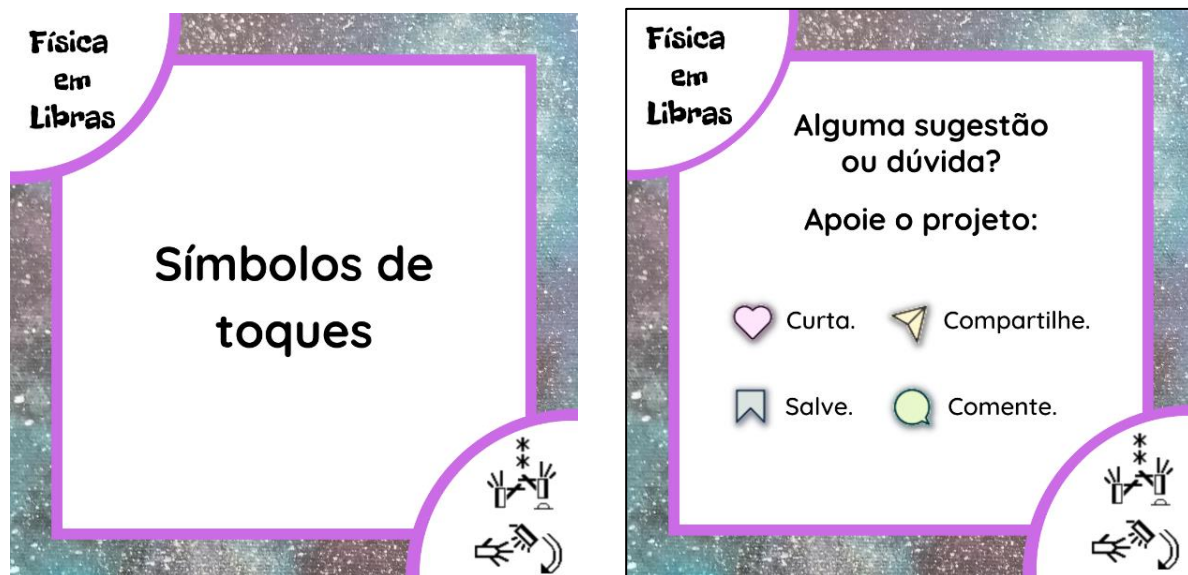 Física
em
Libras
Símbolos de
toques
Física
em
Libras
Alguma sugestão
ou dúvida?
Apoie o projeto:
Curta.
Compartilhe.
Salve.
Comente.